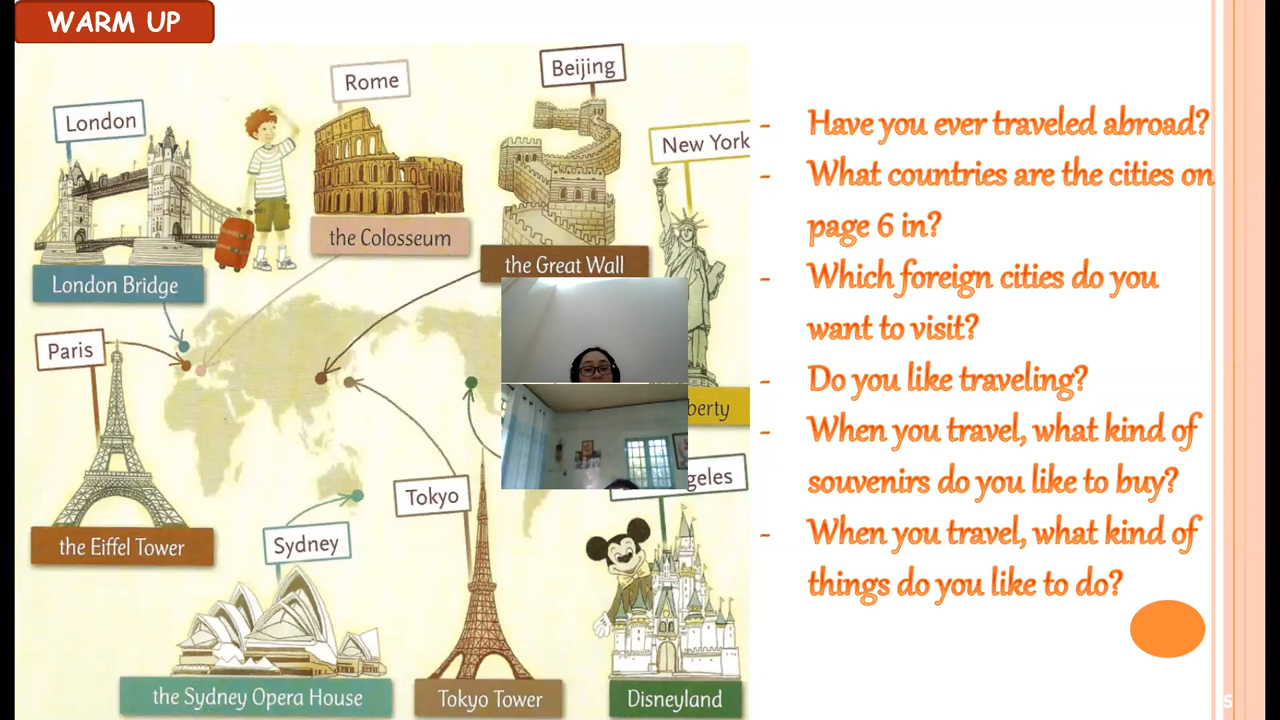 WARM UP
London
Rome
Beijing
New York
London Bridge
the Colosseum
the Great Wall
Paris
the Eiffel Tower
Sydney
the Sydney Opera House
Tokyo
Tokyo Tower
Disneyland
- Have you ever traveled abroad?
- What countries are the cities on
page 6 in?
- Which foreign cities do you
want to visit?
- Do you like traveling?
- When you travel, what kind of
souvenirs do you like to buy?
- When you travel, what kind of
things do you like to do?
5